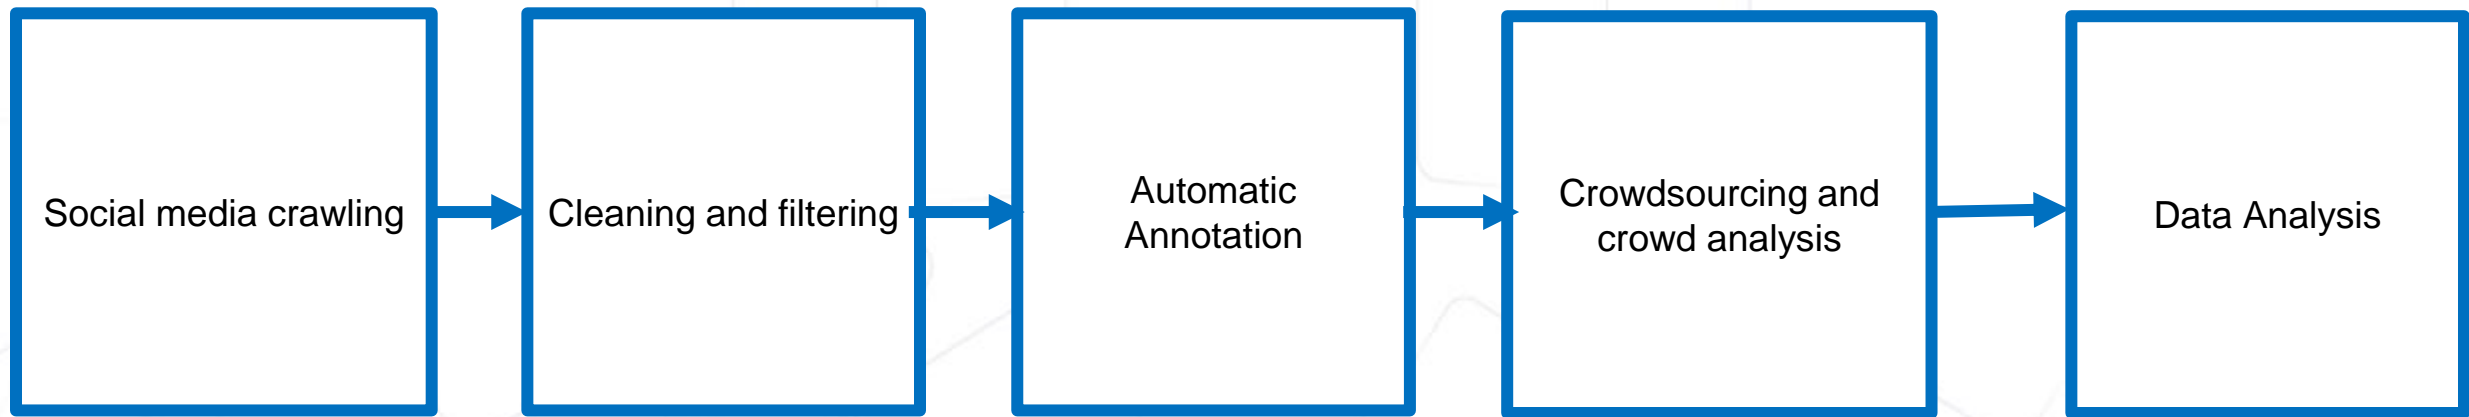 Social media crawling
Cleaning and filtering
Automatic
Annotation
Crowdsourcing and
crowd analysis
Data Analysis